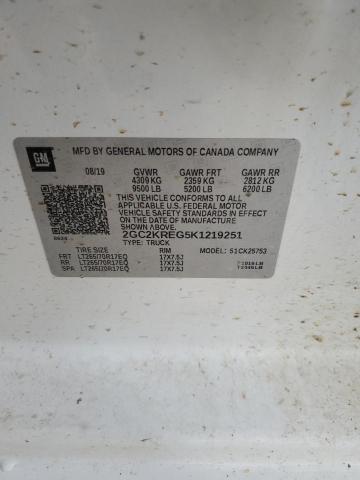 GM
MFD BY GENERAL MOTORS OF CANADA COMPANY
08/19 GVWR GAWR FRT GAWR RR
4309 KG 2359 KG 2812 KG
9500 LB 5200 LB 6200 LB
THIS VEHICLE CONFORMS TO ALL
APPLICABLE U.S. FEDERAL MOTOR
VEHICLE SAFETY STANDARDS IN
EFFECT ON THE DATE OF
MANUFACTURE SHOWN ABOVE.
2GC2KREG5K1219251
TYPE: TRUCK MODEL: 51CK25753
TIRE SIZE RIM
FRT LT265/70R17EQ 17X7.5J
RR LT265/70R17EQ 17X7.5J
SPA LT265/70R17EQ 17X7.5J